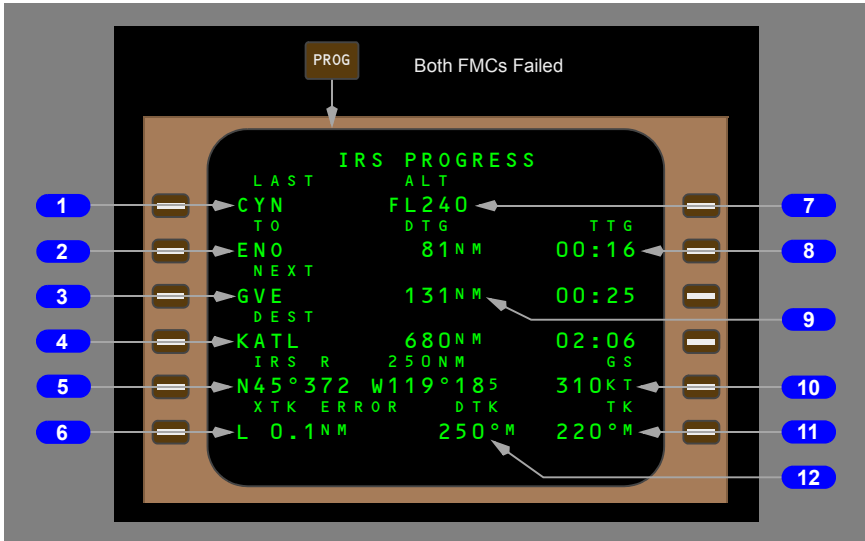 PROG Both FMCs Failed
IRS PROGRESS
LAST ALT
1 CYN FL240 7
TO DTG TTG
2 ENO 81NM 00:16 8
NEXT
3 GVE 131NM 00:25
9
DEST
4 KATL 680NM 02:06
IRS R 250NM GS
5 N45°372 W119°185 310KT 10
XTK ERROR DTK TK
6 L 0.1NM 250°M 220°M 11
12